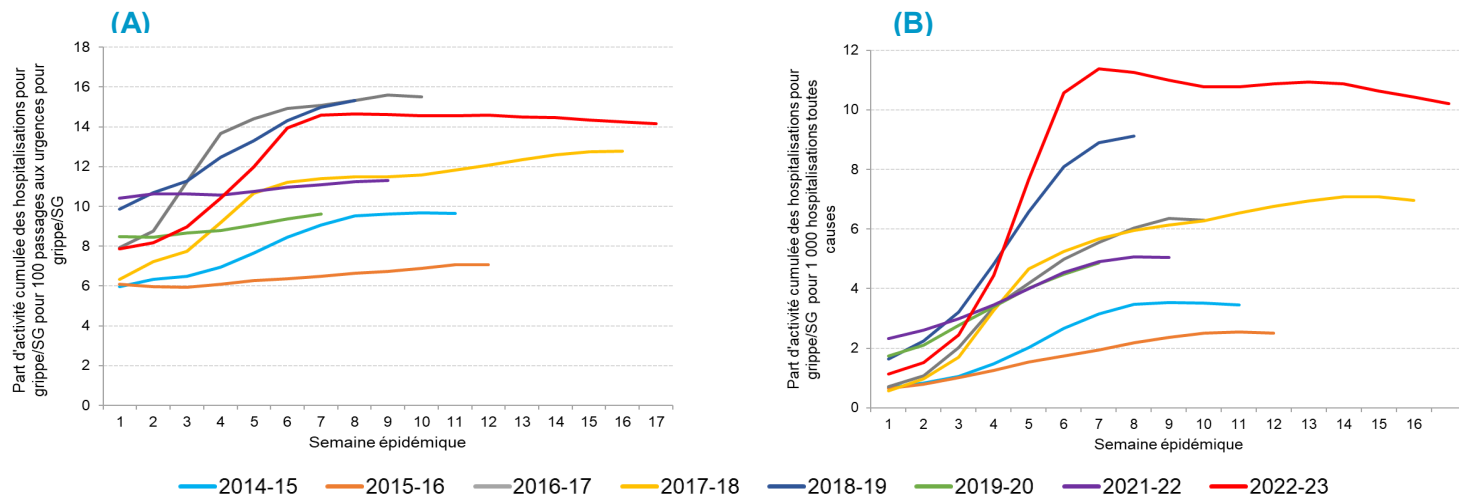 (A)
Part d'activité cumulée des hospitalisations pour
grippe/SG pour 100 passages aux urgences pour
grippe/SG
18
16
14
12
10
8
6
4
2
0
1 2 3 4 5 6 7 8 9 10 11 12 13 14 15 16 17
Semaine épidémique
(B)
Part d'activité cumulée des hospitalisations pour
grippe/SG pour 1 000 hospitalisations toutes
causes
12
10
8
6
4
2
0
1 2 3 4 5 6 7 8 9 10 11 12 13 14 15 16
Semaine épidémique
2014-15 2015-16 2016-17 2017-18 2018-19 2019-20 2021-22 2022-23